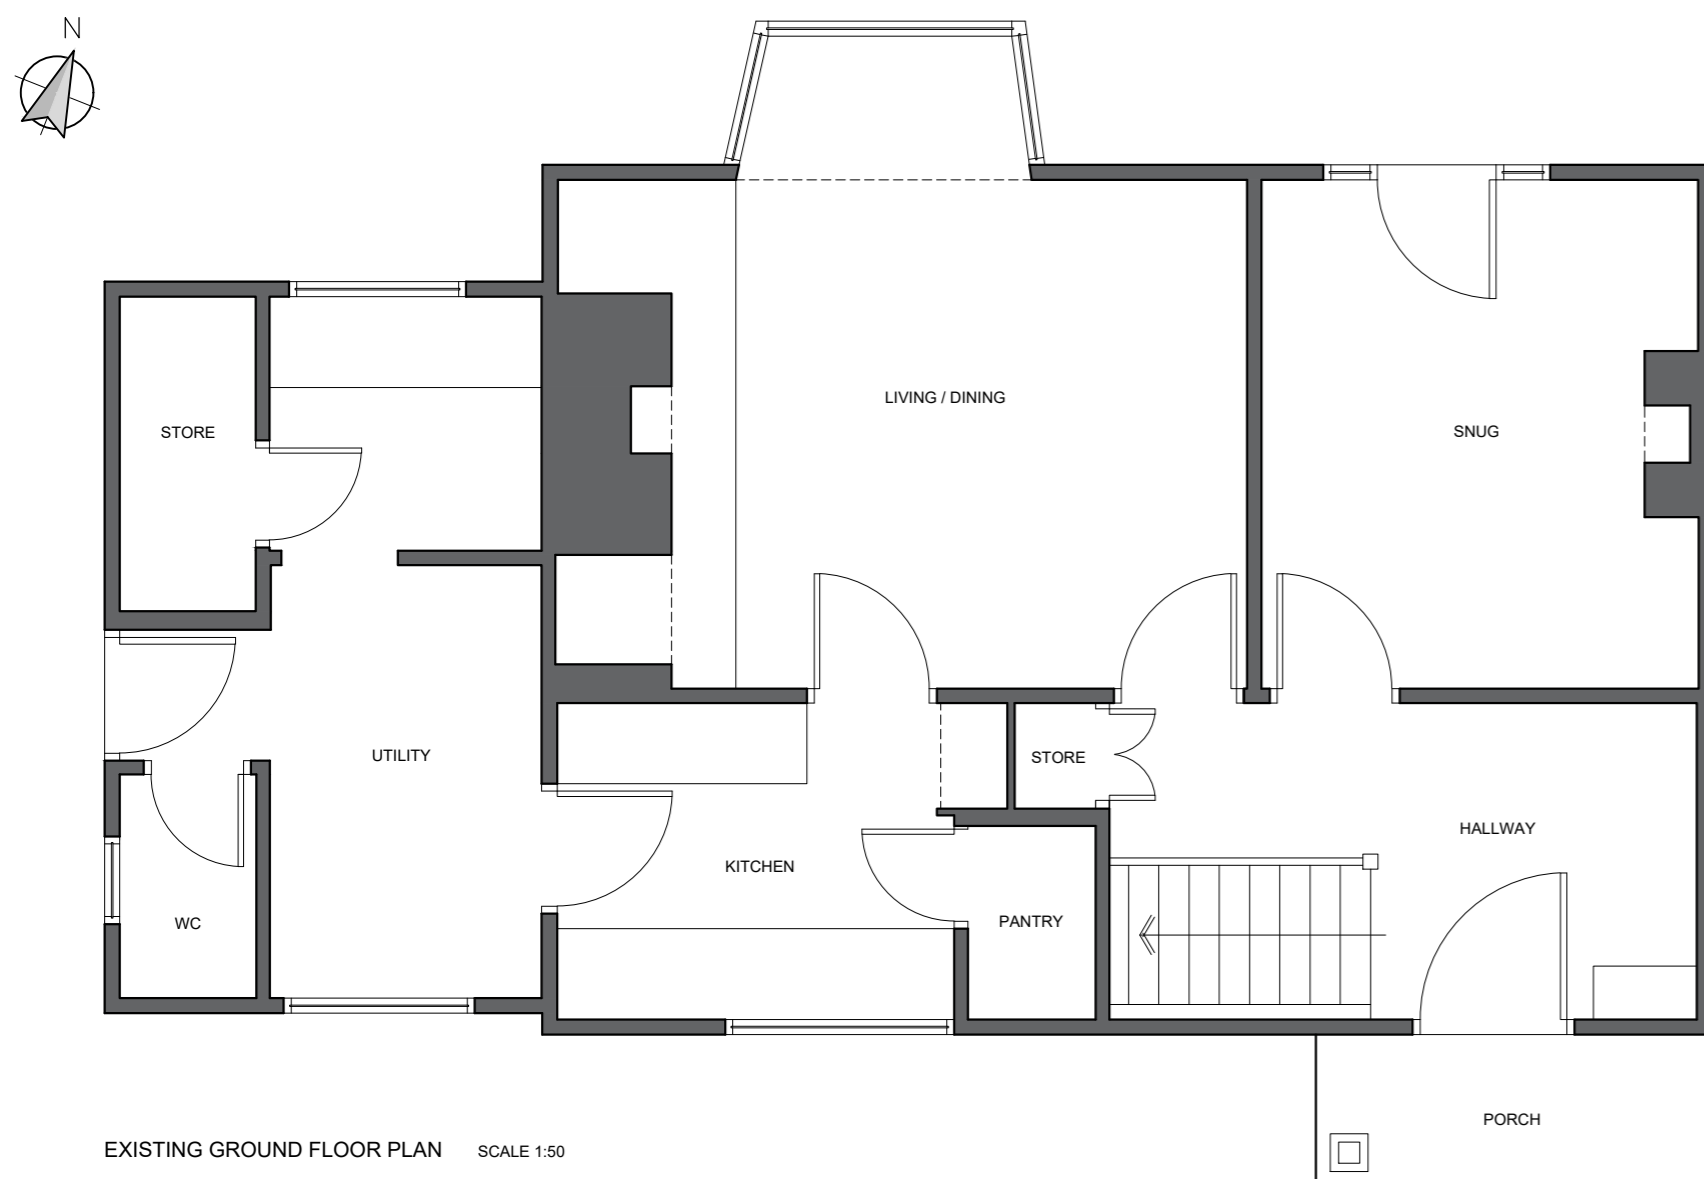 N
LIVING / DINING
STORE
SNUG
UTILITY
STORE
HALLWAY
KITCHEN
WC
PANTRY
PORCH
EXISTING GROUND FLOOR PLAN SCALE 1:50